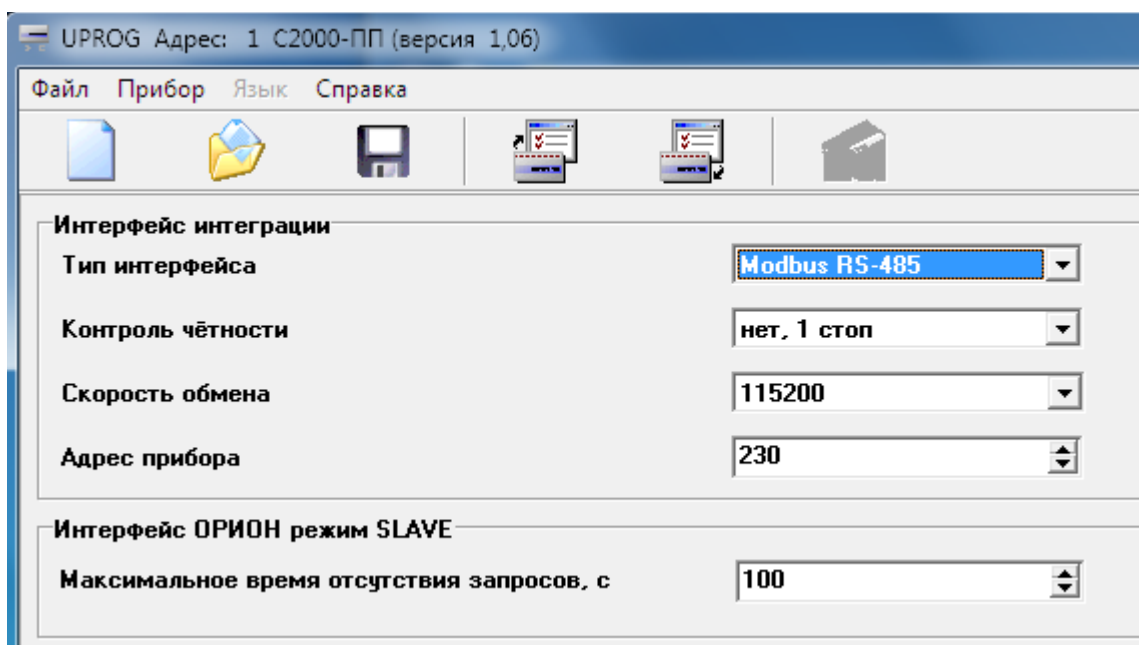 UPROG Адрес: 1 С2000-ПП (версия 1,06)
Файл Прибор Язык Справка
Интерфейс интеграции
Тип интерфейса Modbus RS-485
Контроль чётности нет, 1 стоп
Скорость обмена 115200
Адрес прибора 230
Интерфейс ОРИОН режим SLAVE
Максимальное время отсутствия запросов, с 100